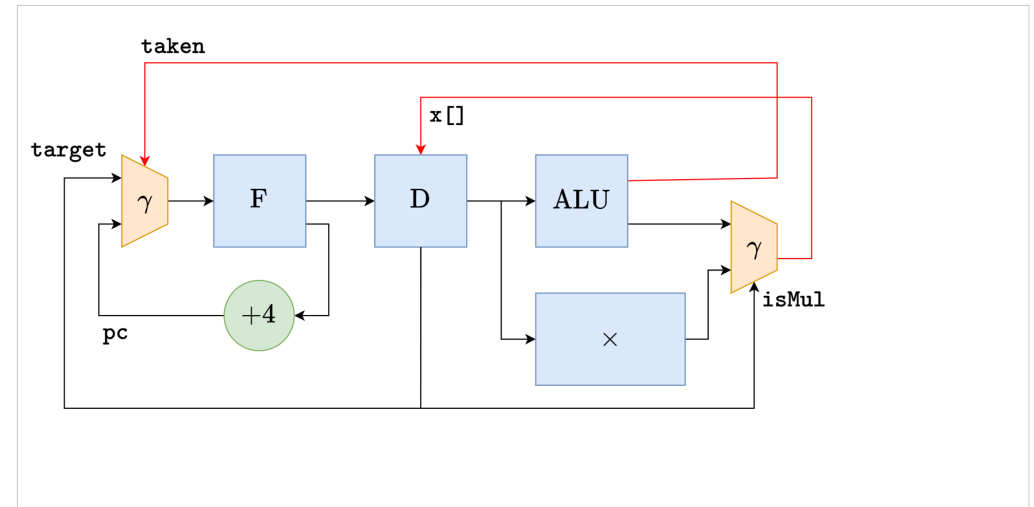 taken
x[]
target
γ
F
D
ALU
γ
+4
isMul
pc
×